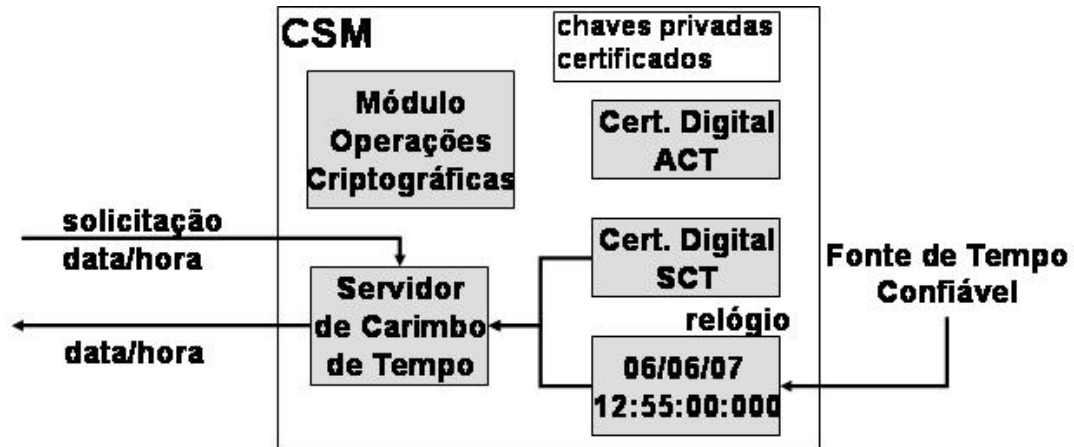 CSM
chaves privadas
certificados
Módulo
Operações
Criptográficas
Cert. Digital
ACT
solicitação
data/hora
Cert. Digital
SCT
Fonte de Tempo
Confiável
Servidor
de Carimbo
de Tempo
relógio
data/hora
06/06/07
12:55:00:000